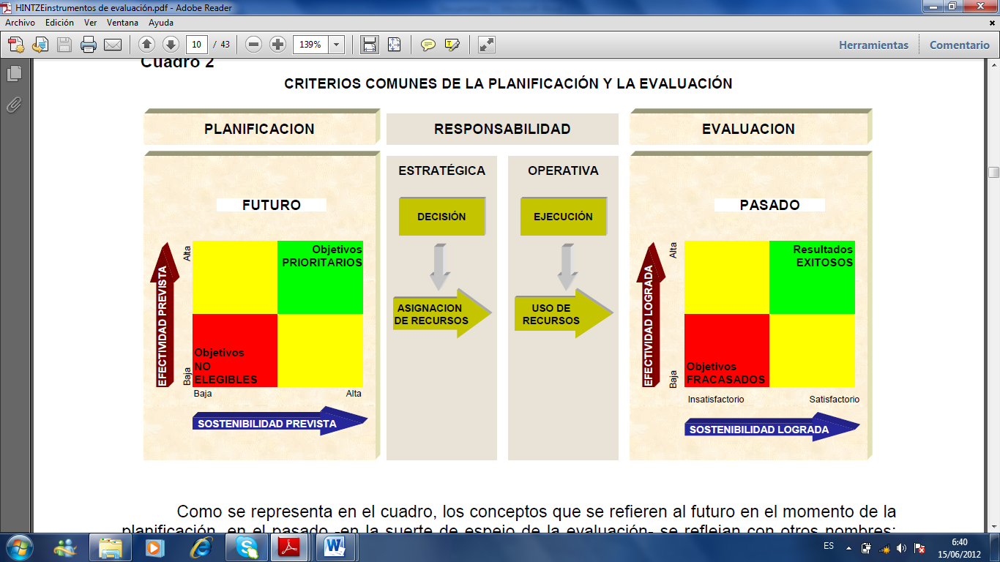 HINTZEinstrumentos de evaluación.pdf - Adobe Reader
Archivo Edición Ver Ventana Ayuda
10 / 43 139% Herramientas Comentario
Cuadro 2
CRITERIOS COMUNES DE LA PLANIFICACIÓN Y LA EVALUACIÓN
PLANIFICACION
RESPONSABILIDAD
EVALUACION
FUTURO
EFECTIVIDAD PREVISTA
Alta
Baja
Objetivos
PRIORITARIOS
Objetivos
NO
ELEGIBLES
Baja Alta
SOSTENIBILIDAD PREVISTA
ESTRATÉGICA
DECISIÓN
ASIGNACION
DE RECURSOS
OPERATIVA
EJECUCIÓN
USO DE
RECURSOS
PASADO
EFECTIVIDAD LOGRADA
Alta
Baja
Resultados
EXITOSOS
Objetivos
FRACASADOS
Insatisfactorio Satisfactorio
SOSTENIBILIDAD LOGRADA
Como se representa en el cuadro, los conceptos que se refieren al futuro en el momento de la
planificación, en el pasado -en la suerte de espejo de la evaluación- se reflejan con otros nombres:
ES
6:40
15/06/2012